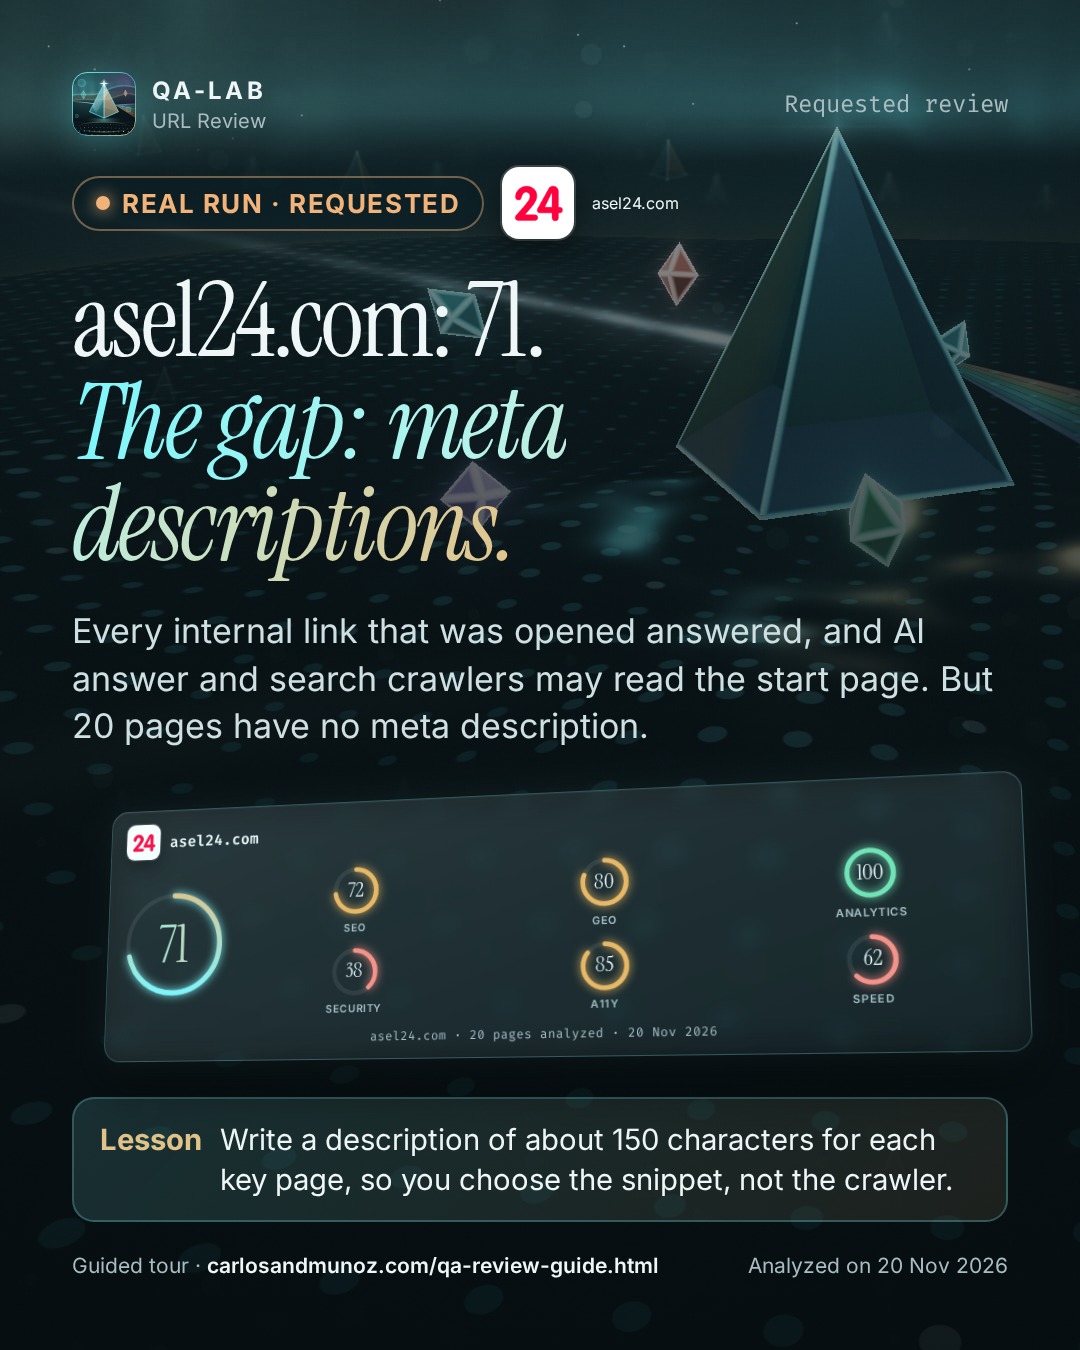 QA-LAB
URL Review
Requested review
REAL RUN · REQUESTED
24
asel24.com
asel24.com: 71.
The gap: meta
descriptions.
Every internal link that was opened answered, and AI
answer and search crawlers may read the start page. But
20 pages have no meta description.
24 asel24.com
71
72
SEO
80
GEO
100
ANALYTICS
38
SECURITY
85
A11Y
62
SPEED
asel24.com · 20 pages analyzed · 20 Nov 2026
Lesson Write a description of about 150 characters for each
key page, so you choose the snippet, not the crawler.
Guided tour · carlosandmunoz.com/qa-review-guide.html
Analyzed on 20 Nov 2026